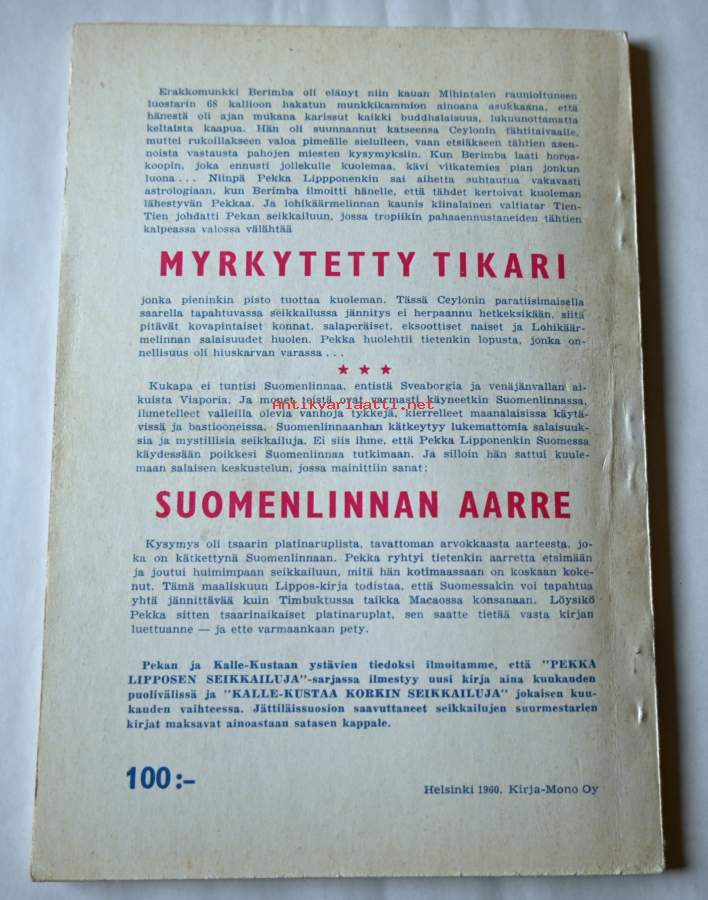 Erakkomunkki Berimba oli elänyt niin kauan Mihintalen raunioituneen
luostarin 68 kallioon hakatun munkkikammion ainoana asukkaana, että
hänestä oli ajan mukana karissut kaikki buddhalaisuus, lukuunottamatta
keltaista kaapua. Hän oli suunnannut katseensa Ceylonin tähtitaivaalle,
muttei rukoillakseen valoa pimeälle sielulleen, vaan etsiäkseen tähtien asen-
noista vastausta pahojen miesten kysymyksiin. Kun Berimba laati horos-
koopin, joka ennusti jollekulle kuolemaa, kävi viikatemies pian jonkun
luona... Niinpä Pekka Lippponenkin sai aihetta suhtautua vakavasti
astrologiaan, kun Berimba ilmoitti hänelle, että tähdet kertoivat kuoleman
lähestyvän Pekkaa. Ja lohikäärmelinnan kaunis kiinalainen valtiatar Tien-
Tien johdatti Pekan seikkailuun, jossa tropiikin pahaaennustaneiden tähtien
kalpeassa valossa välähtää
MYRKYTETTY TIKARI
jonka pieninkin pisto tuottaa kuoleman. Tässä Ceylonin paratiisimaisella
saarella tapahtuvassa seikkailussa jännitys ei herpaannu hetkeksikään, siitä
pitävät kovapintaiset konnat, salaperäiset, eksoottiset naiset ja Lohikäär-
melinnan salaisuudet huolen. Pekka huolehtii tietenkin lopusta, jonka on-
nellisuus oli hiuskarvan varassa...
★ ★ ★
Kukapa ei tuntisi Suomenlinnaa, entistä Sveaborgia ja venäjänvallan ai-
kuista Viaporia. Ja monet teistä ovat varmasti käyneetkin Suomenlinnassa,
Antikvariaatti.net
ihmetelleet valleilla olevia vanhoja tykkejä, kierrelleet maanalaisissa käytä-
vissä ja bastiooneissa. Suomenlinnaanhan kätkeytyy lukemattomia salaisuuk-
sia ja mystillisiä seikkailuja. Ei siis ihme, että Pekka Lipponenkin Suomessa
käydessään poikkesi Suomenlinnaa tutkimaan. Ja silloin hän sattui kuule-
maan salaisen keskustelun, jossa mainittiin sanat:
SUOMENLINNAN AARRE
Kysymys oli tsaarin platinaruplista, tavattoman arvokkaasta aarteesta, jo-
ka on kätkettynä Suomenlinnaan. Pekka ryhtyi tietenkin aarretta etsimään
ja joutui huimimpaan seikkailuun, mitä hän kotimaassaan on koskaan koke-
nut. Tämä maaliskuun Lippos-kirja todistaa, että Suomessakin voi tapahtua
yhtä jännittävää kuin Timbuktussa taikka Macaossa konsanaan. Löysikö
Pekka sitten tsaarinaikaiset platinaruplat, sen saatte tietää vasta kirjan
luettuanne — ja ette varmaankaan pety.
Pekan ja Kalle-Kustaan ystävien tiedoksi ilmoitamme, että "PEKKA
LIPPOSEN SEIKKAILUJA"-sarjassa ilmestyy uusi kirja aina kuukauden
puolivälissä ja "KALLE-KUSTAA KORKIN SEIKKAILUJA" jokaisen kuu-
kauden vaihteessa. Jättiläissuosion saavuttaneet seikkailujen suurmestarien
kirjat maksavat ainoastaan satasen kappale.
100:–
Helsinki 1960. Kirja-Mono Oy